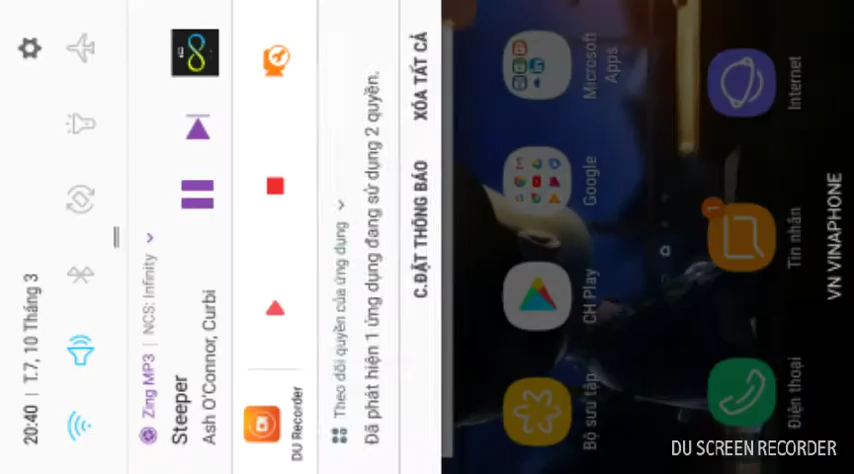 20:40 | T.7, 10 Tháng 3
Zing MP3 | NCS: Infinity
Steeper
Ash O'Connor, Curbi
DU Recorder
Theo dõi quyền của ứng dụng
Đã phát hiện 1 ứng dụng đang sử dụng 2 quyền.
C.ĐẶT THÔNG BÁO XÓA TẤT CẢ
Bộ sưu tập CH Play Google Microsoft Apps
1
Điện thoại Tin nhắn Internet
VN VINAPHONE
DU SCREEN RECORDER